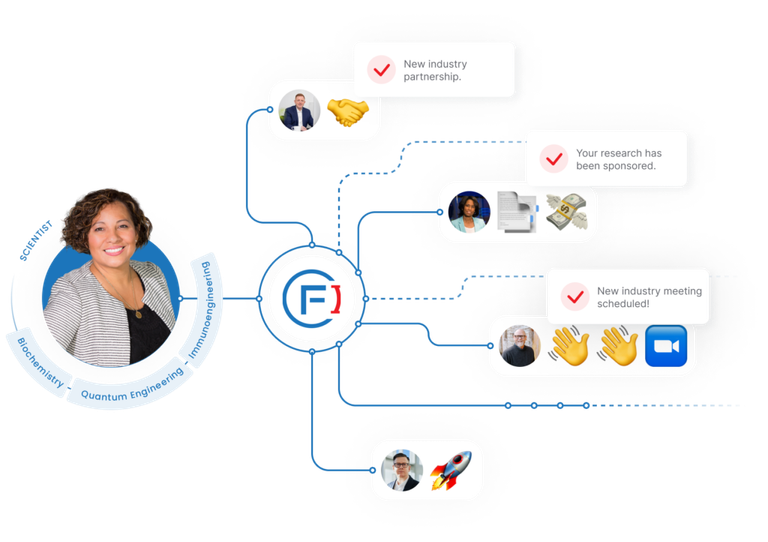 New industry
partnership.
Your research has
been sponsored.
SCIENTIST
New industry meeting
scheduled!
Biochemistry - Quantum Engineering - Immunoengineering
F